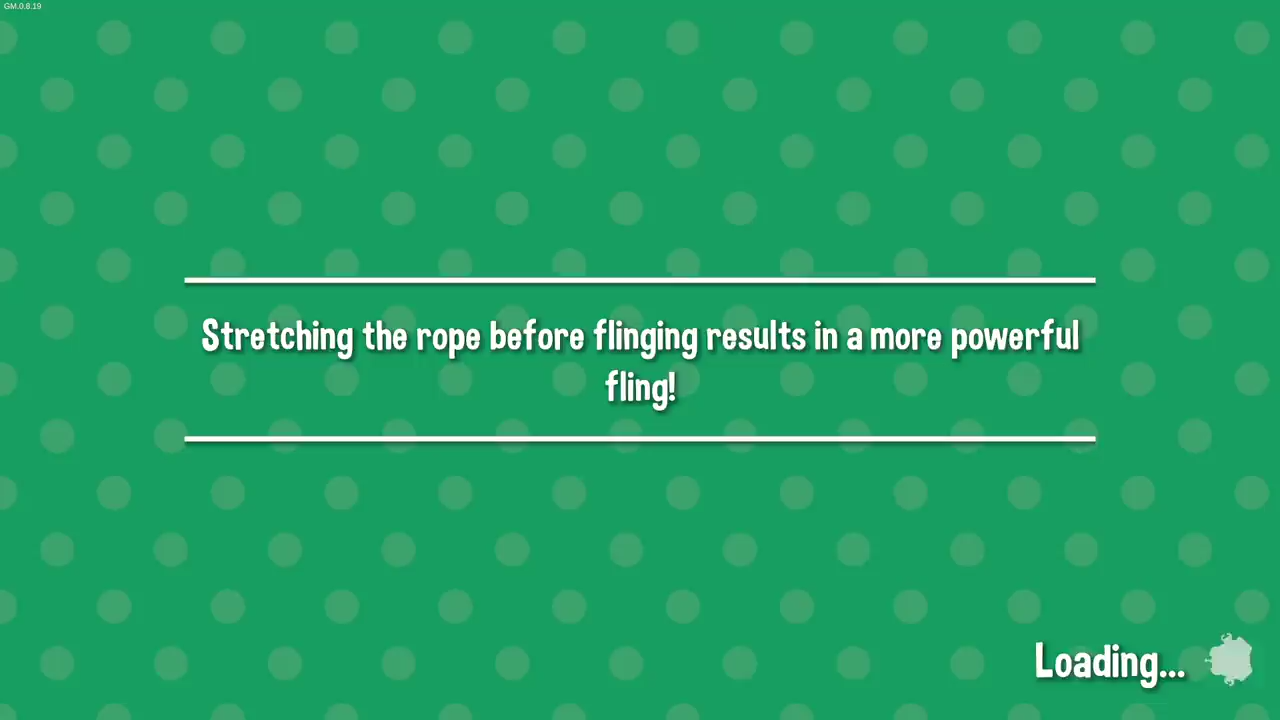 GM.0.8.19
Stretching the rope before flinging results in a more powerful
fling!
Loading...